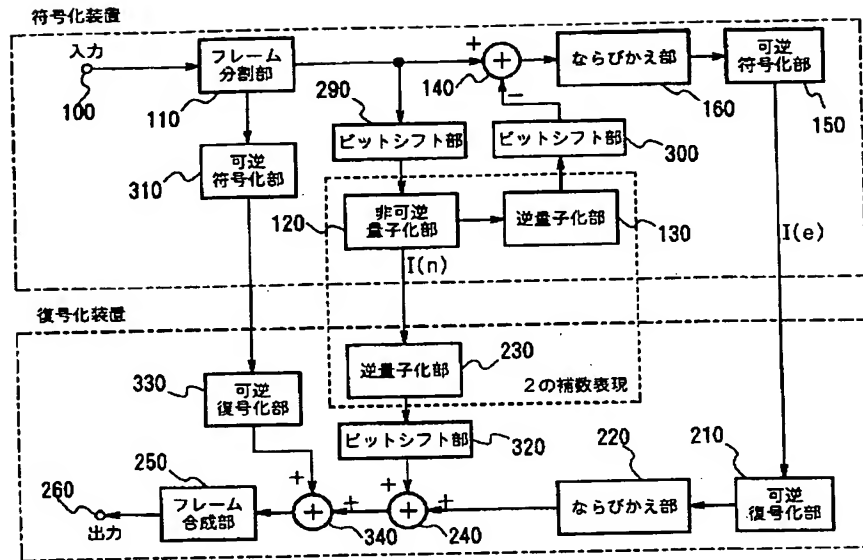 符号化装置
入力
100
フレーム
分割部
110
290
+
+
140
−
ならびかえ部
160
可逆
符号化部
150
ビットシフト部
ビットシフト部
300
310
可逆
符号化部
120
非可逆
量子化部
逆量子化部
130
I(n)
I(e)
復号化装置
330
可逆
復号化部
逆量子化部
230
2の補数表現
ビットシフト部
320
260
出力
250
フレーム
合成部
+
+
+
340
+
+
+
240
220
ならびかえ部
210
可逆
復号化部